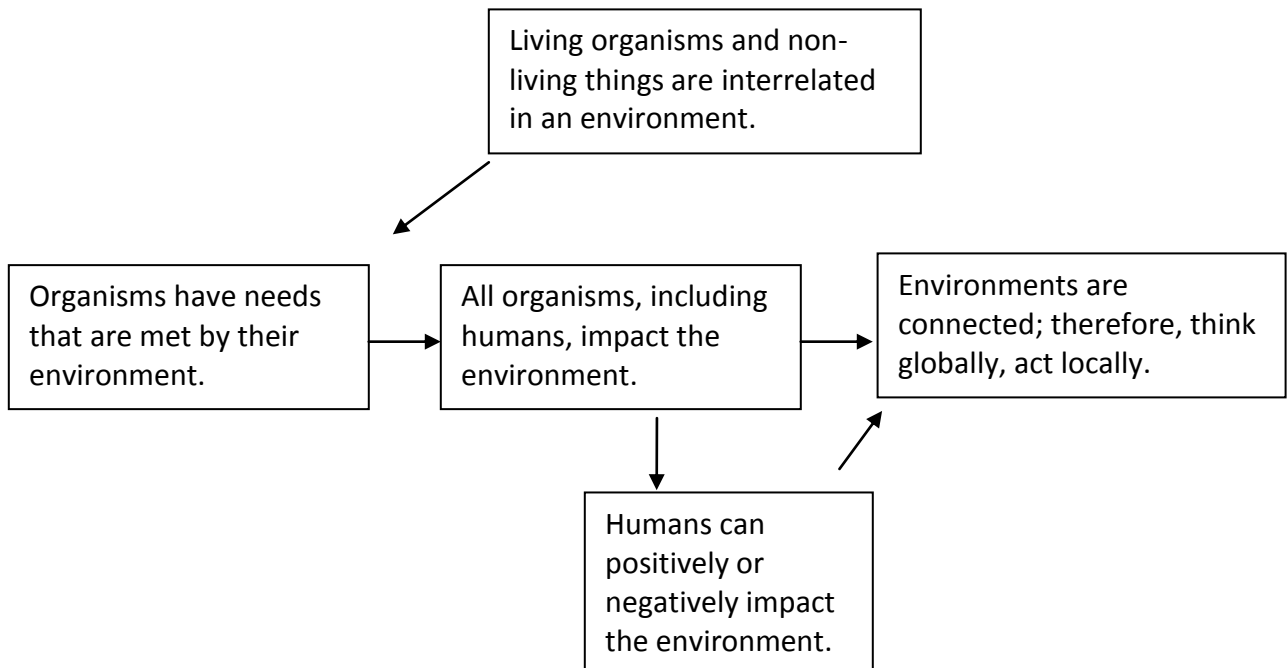 Living organisms and non-
living things are interrelated
in an environment.
Organisms have needs
that are met by their
environment.
All organisms, including
humans, impact the
environment.
Environments are
connected; therefore, think
globally, act locally.
Humans can
positively or
negatively impact
the environment.